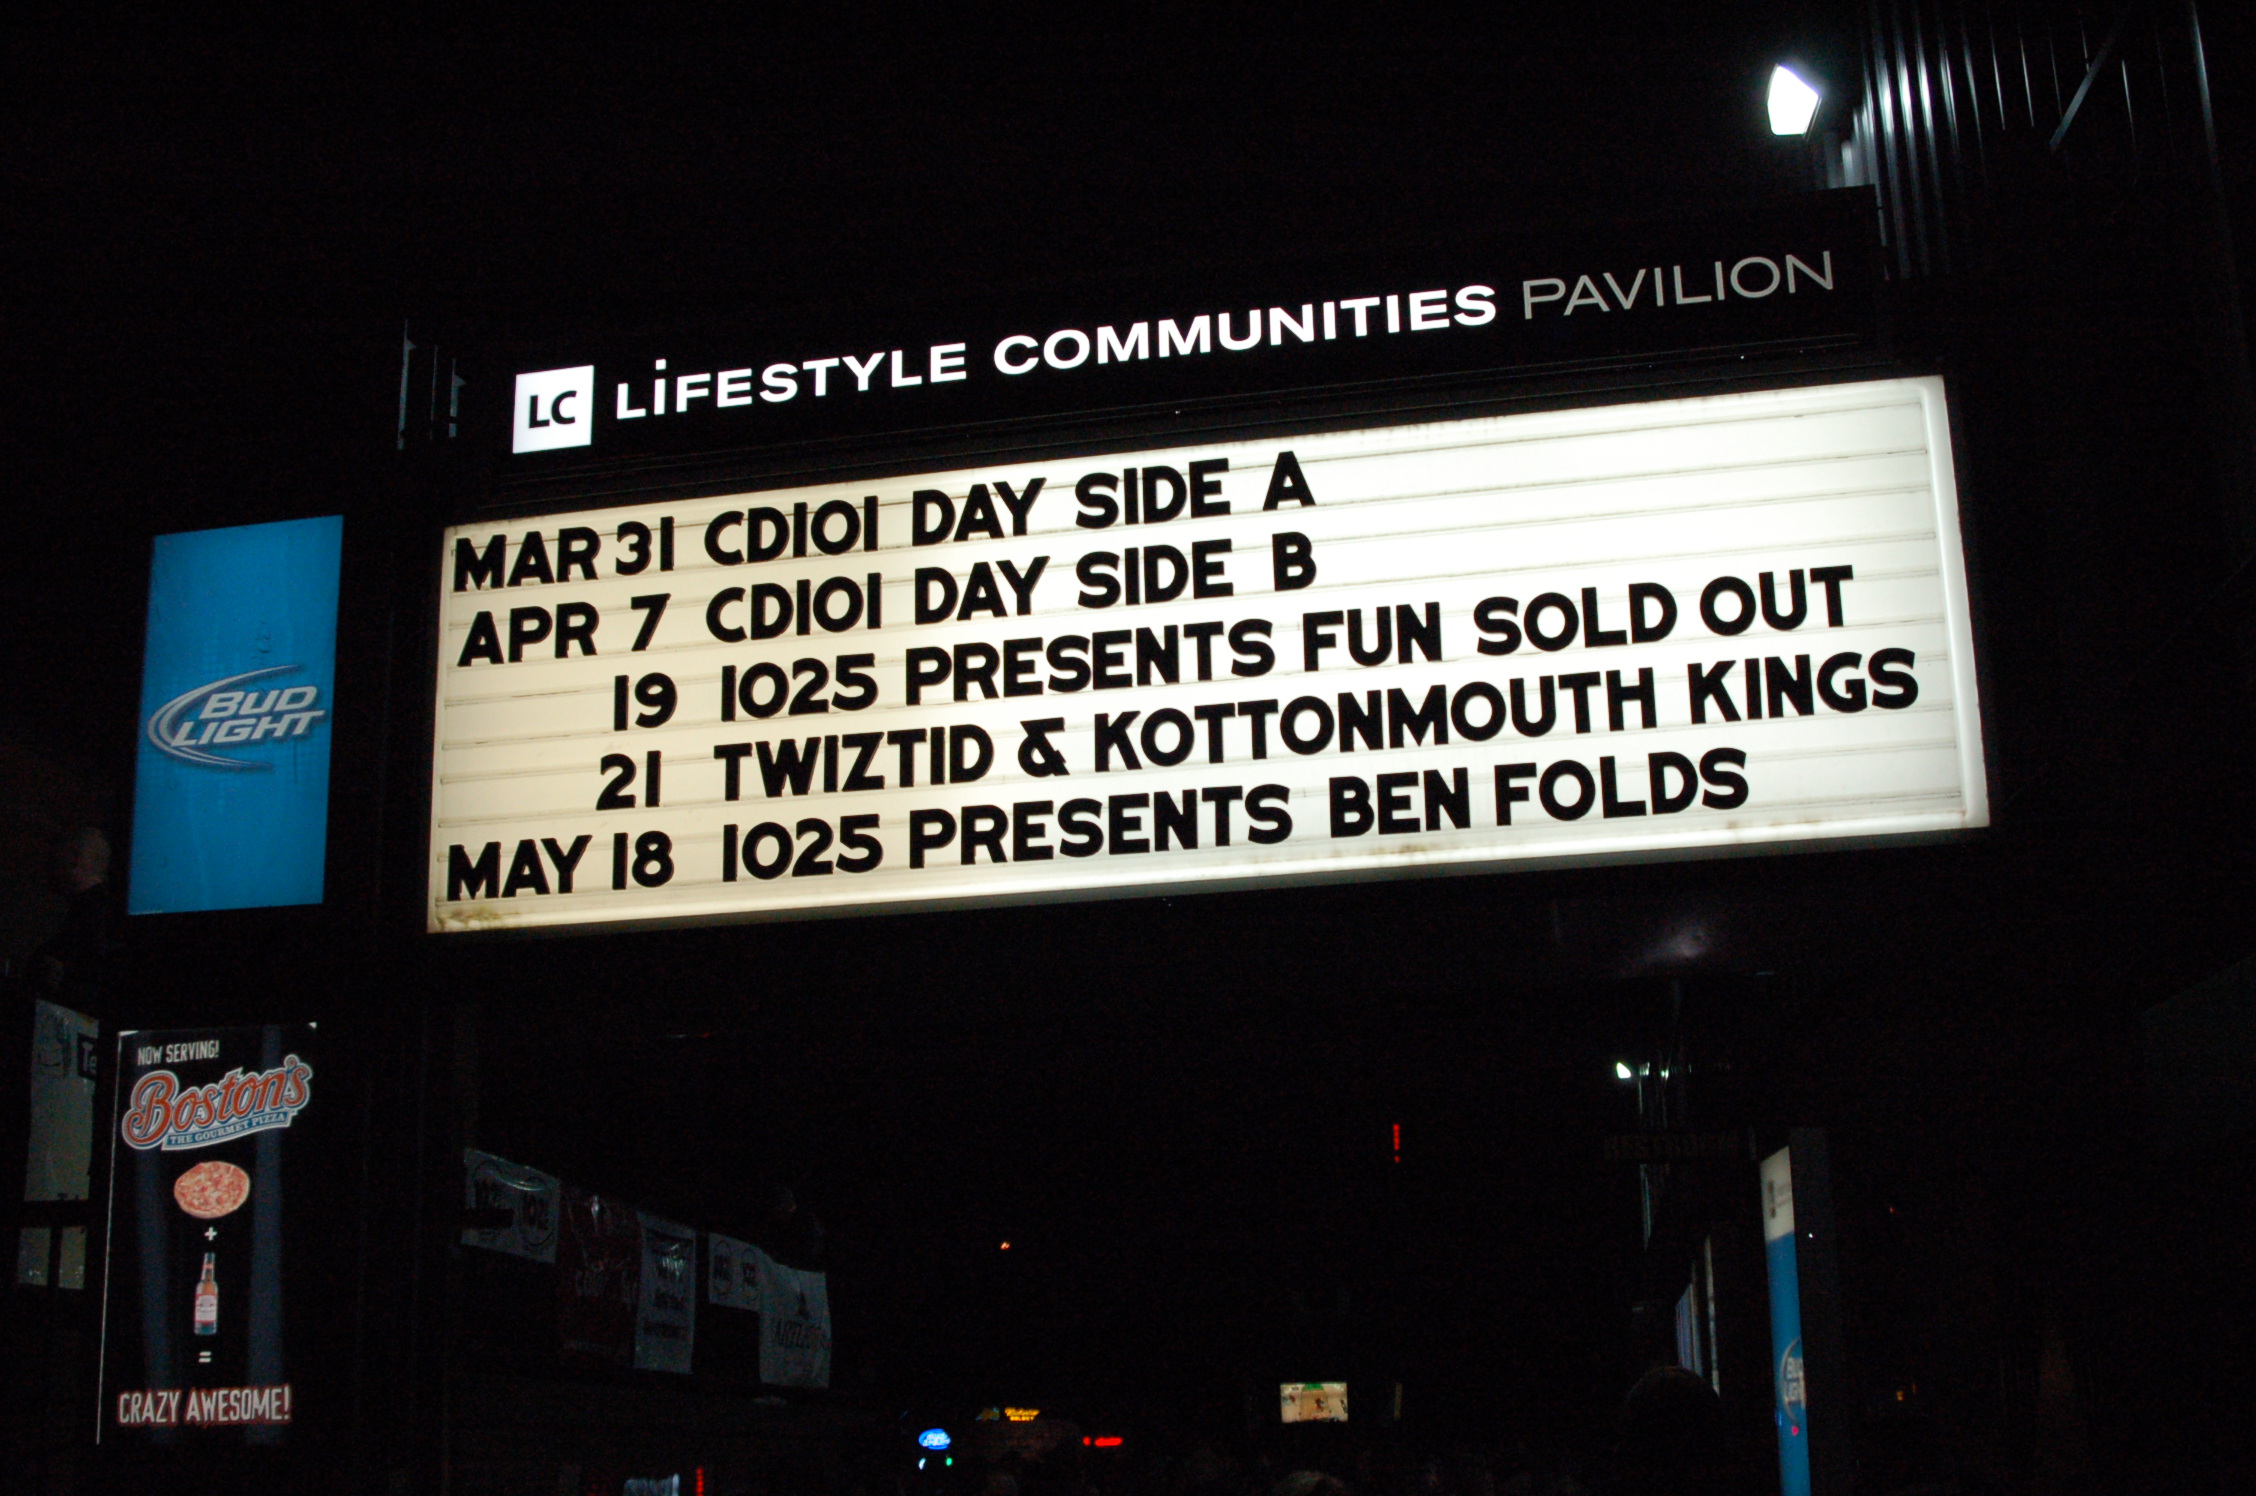 LC LiFESTYLE COMMUNITIES PAVILION
MAR 31 CD101 DAY SIDE A
APR 7 CD101 DAY SIDE B
19 1025 PRESENTS FUN SOLD OUT
21 TWIZTID & KOTTONMOUTH KINGS
MAY 18 1025 PRESENTS BEN FOLDS
BUD
LIGHT
NOW SERVING!
Boston's
THE GOURMET PIZZA
+
=
CRAZY AWESOME!
BUD
LIGHT